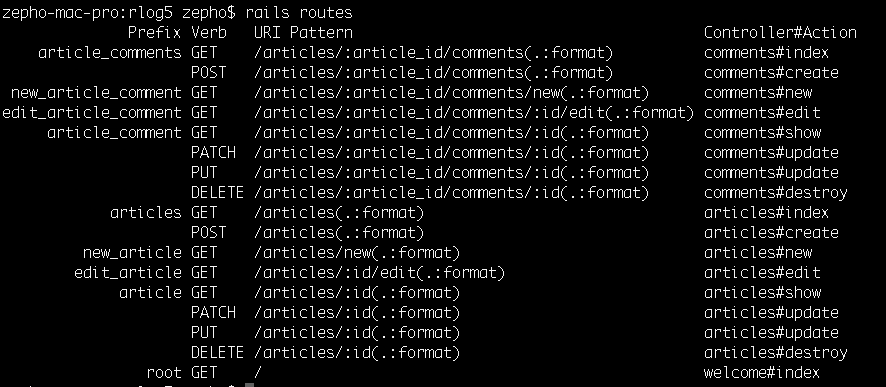 zepho-mac-pro:rlog5 zepho$ rails routes
Prefix Verb URI Pattern Controller#Action
article_comments GET /articles/:article_id/comments(.:format) comments#index
POST /articles/:article_id/comments(.:format) comments#create
new_article_comment GET /articles/:article_id/comments/new(.:format) comments#new
edit_article_comment GET /articles/:article_id/comments/:id/edit(.:format) comments#edit
article_comment GET /articles/:article_id/comments/:id(.:format) comments#show
PATCH /articles/:article_id/comments/:id(.:format) comments#update
PUT /articles/:article_id/comments/:id(.:format) comments#update
DELETE /articles/:article_id/comments/:id(.:format) comments#destroy
articles GET /articles(.:format) articles#index
POST /articles(.:format) articles#create
new_article GET /articles/new(.:format) articles#new
edit_article GET /articles/:id/edit(.:format) articles#edit
article GET /articles/:id(.:format) articles#show
PATCH /articles/:id(.:format) articles#update
PUT /articles/:id(.:format) articles#update
DELETE /articles/:id(.:format) articles#destroy
root GET / welcome#index